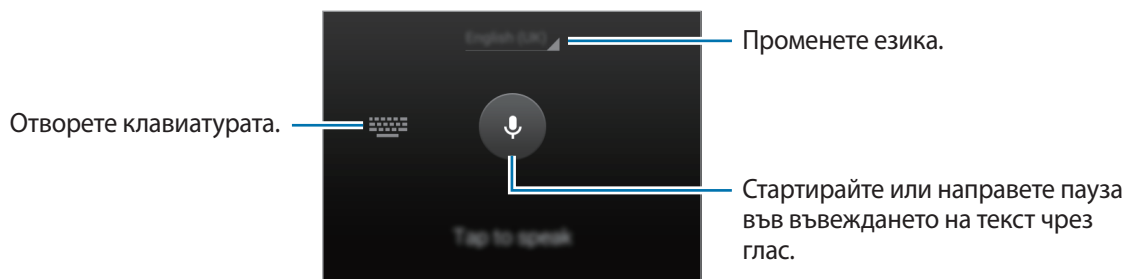 English (UK)
Променете езика.
Отворете клавиатурата.
Стартирайте или направете пауза
във въвеждането на текст чрез
глас.
Tap to speak